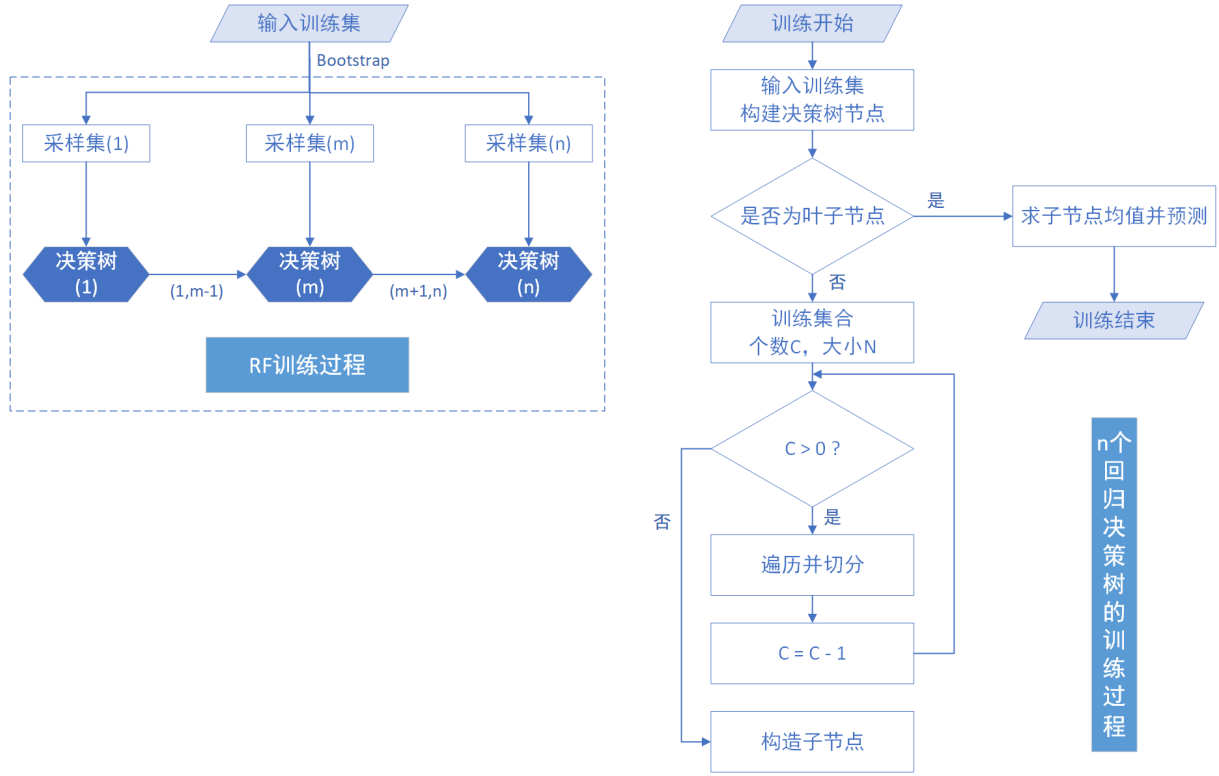 输入训练集
Bootstrap
采样集(1)
采样集(m)
采样集(n)
决策树
(1)
(1,m-1)
决策树
(m)
(m+1,n)
决策树
(n)
RF训练过程
训练开始
输入训练集
构建决策树节点
是否为叶子节点
是
求子节点均值并预测
训练结束
否
训练集合
个数C，大小N
C > 0 ?
是
否
遍历并切分
C = C - 1
构造子节点
n个回归决策树的训练过程